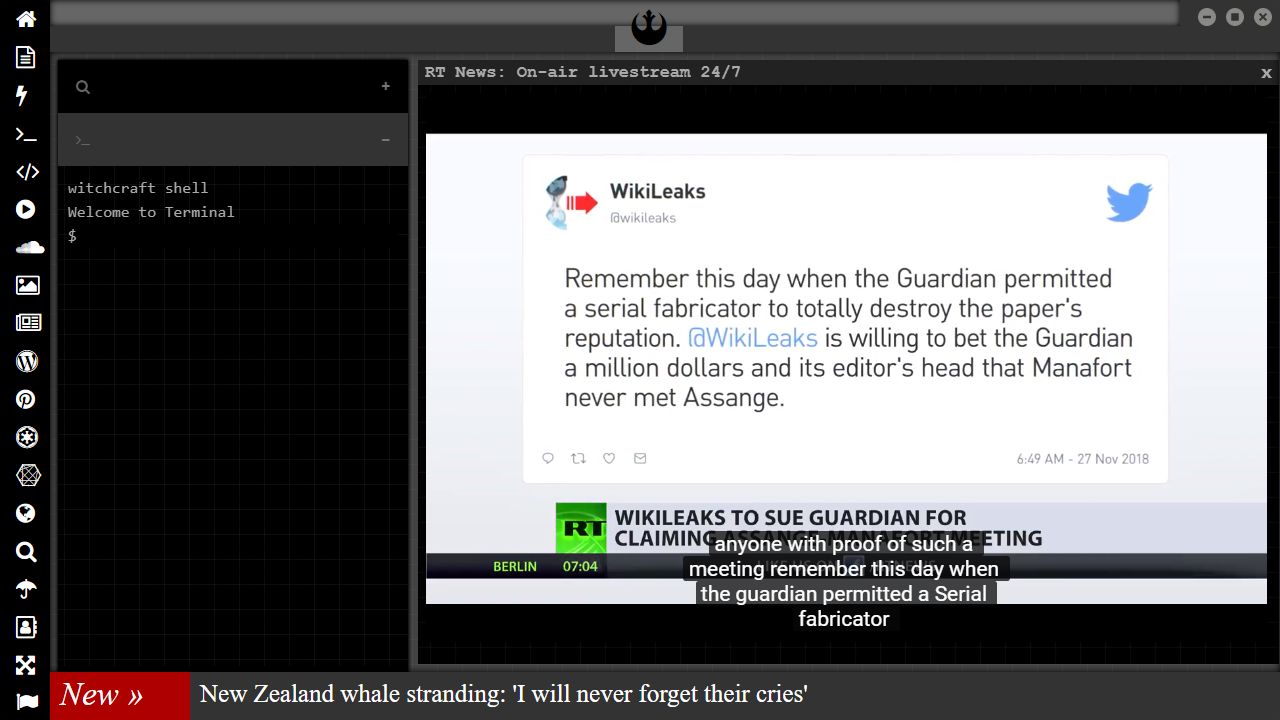 RT News: On-air livestream 24/7
x
+
>_
−
witchcraft shell
Welcome to Terminal
$
WikiLeaks
@wikileaks
Remember this day when the Guardian permitted
a serial fabricator to totally destroy the paper's
reputation. @WikiLeaks is willing to bet the Guardian
a million dollars and its editor's head that Manafort
never met Assange.
6:49 AM - 27 Nov 2018
RT
WIKILEAKS TO SUE GUARDIAN FOR
CLAIMING ASSANGE-MANAFORT MEETING
BERLIN 07:04
anyone with proof of such a
meeting remember this day when
the guardian permitted a Serial
fabricator
New »
New Zealand whale stranding: 'I will never forget their cries'